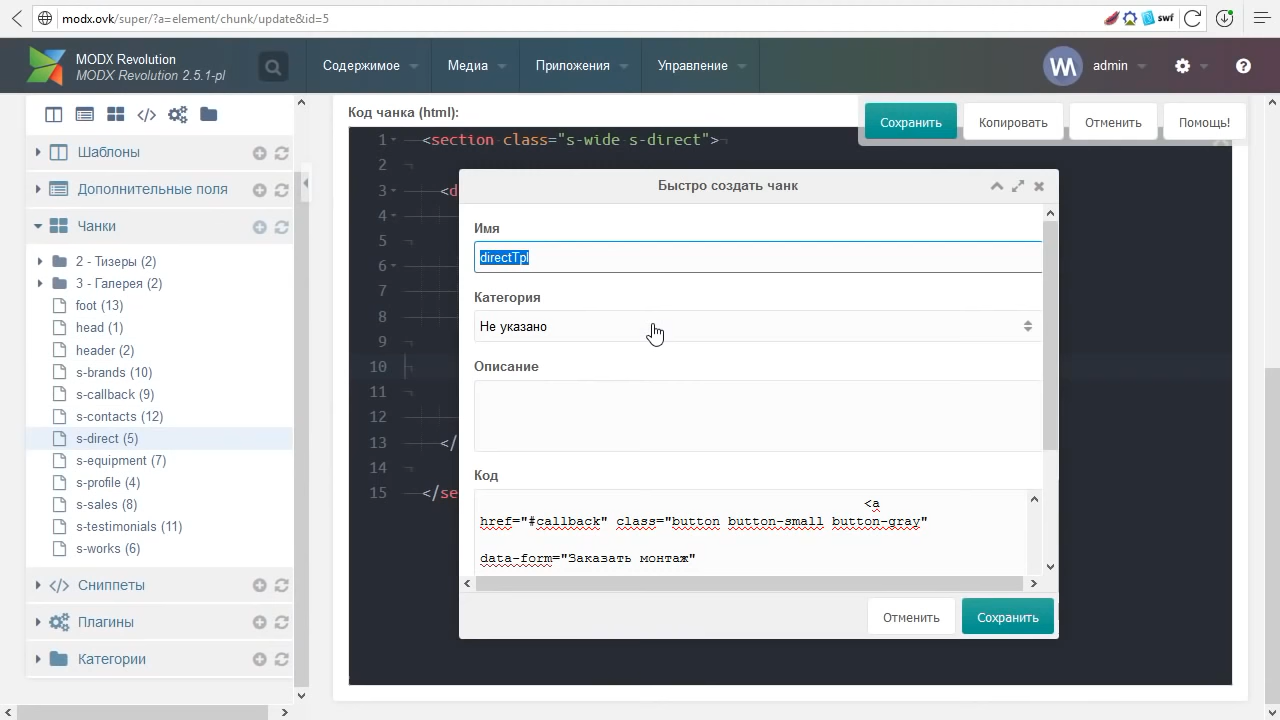 modx.ovk/super/?a=element/chunk/update&id=5
swf
MODX Revolution
MODX Revolution 2.5.1-pl
Содержимое
Медиа
Приложения
Управление
admin
Шаблоны
Дополнительные поля
Чанки
2 - Тизеры (2)
3 - Галерея (2)
foot (13)
head (1)
header (2)
s-brands (10)
s-callback (9)
s-contacts (12)
s-direct (5)
s-equipment (7)
s-profile (4)
s-sales (8)
s-testimonials (11)
s-works (6)
Сниппеты
Плагины
Категории
Код чанка (html):
Сохранить
Копировать
Отменить
Помощь!
1 <section class="s-wide s-direct">
2
3 <d
4
5
6
7
8
9
10
11
12
13 </
14
15 </se
Быстро создать чанк
Имя
directTpl
Категория
Не указано
Описание
Код
<a
href="#callback" class="button button-small button-gray"
data-form="Заказать монтаж"
Отменить
Сохранить